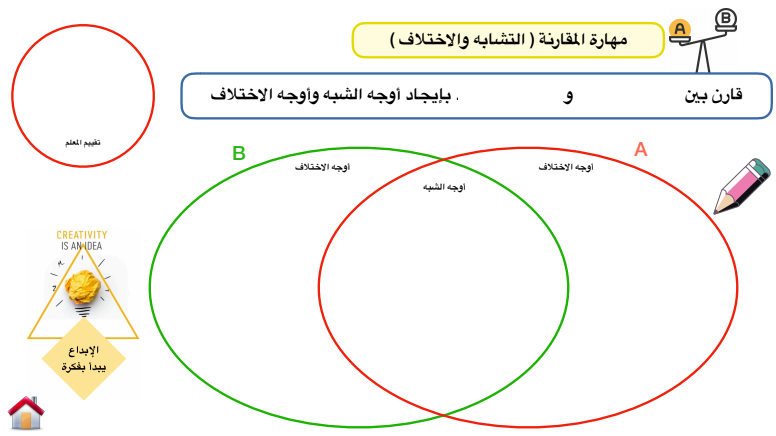 مهارة المقارنة ( التشابه والاختلاف )
A
B
قارن بين و . بإيجاد أوجه الشبه وأوجه الاختلاف
تقييم المعلم
A
B
أوجه الاختلاف
أوجه الاختلاف
أوجه الشبه
CREATIVITY
IS AN IDEA
الإبداع
يبدأ بفكرة